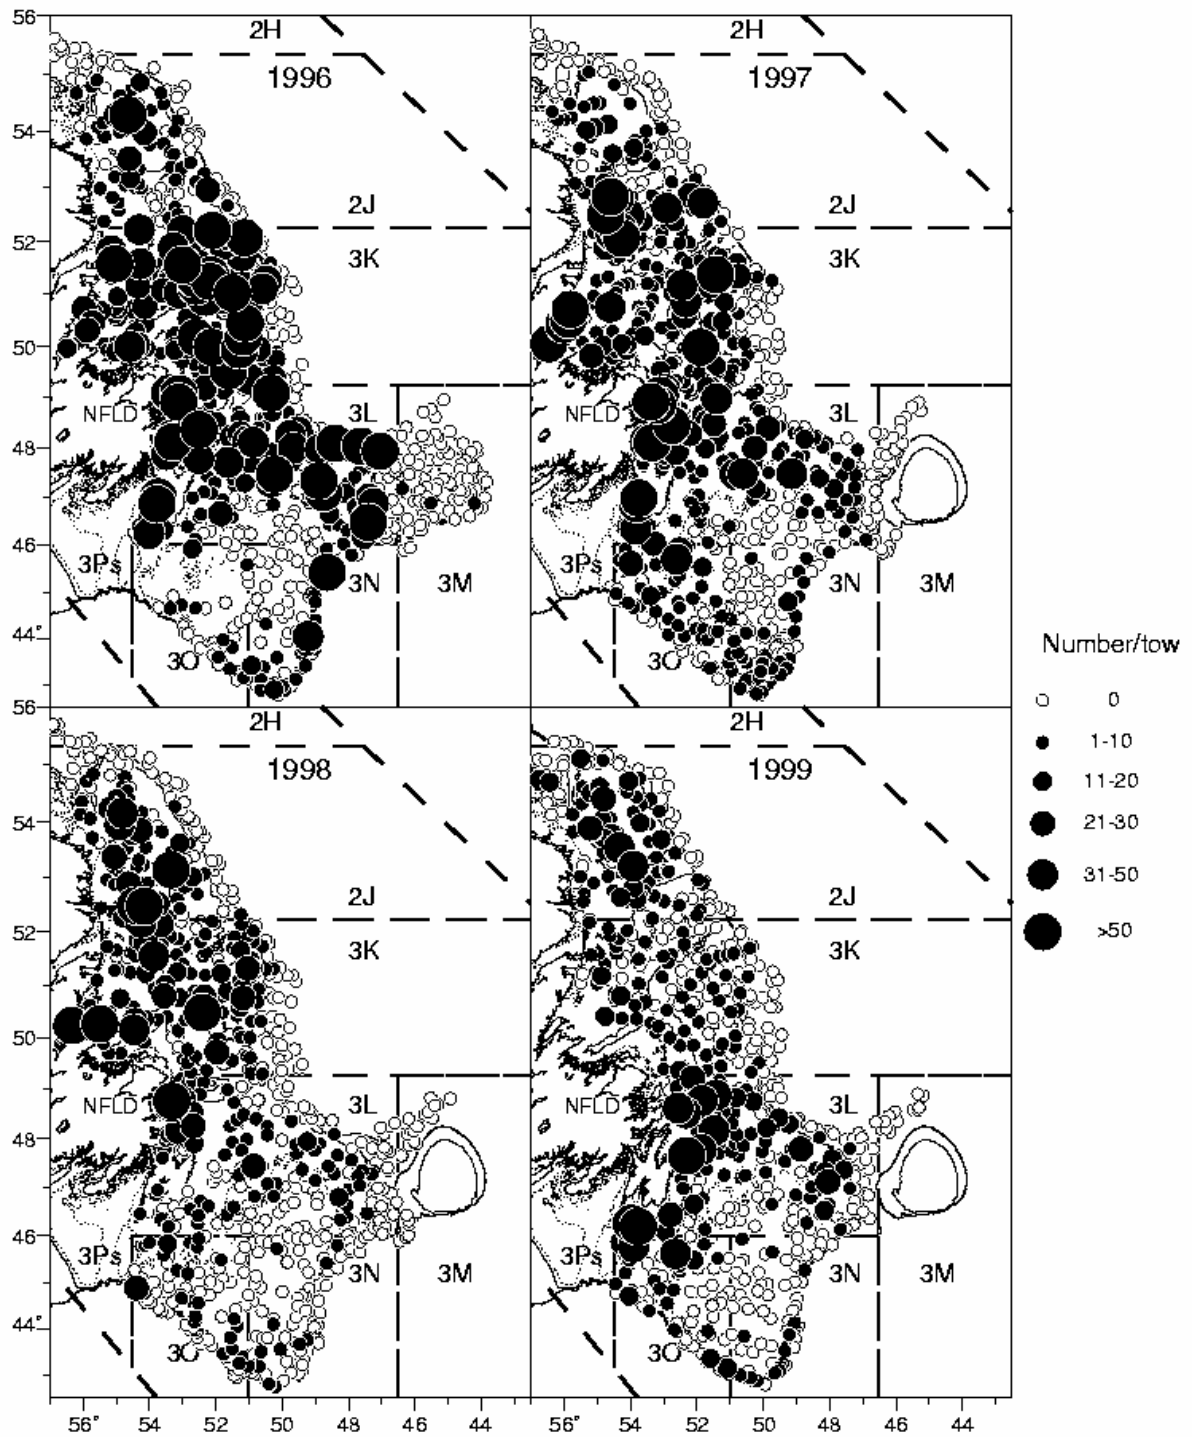 56
2H
2H
1996
1997
54
2J
2J
52
3K
3K
50
NFLD
3L
NFLD
3L
48
46
3Ps
3N
3M
3Ps
3N
3M
44°
3O
3O
56
2H
2H
1998
1999
54
2J
2J
52
3K
3K
50
NFLD
3L
NFLD
3L
48
46
3Ps
3N
3M
3Ps
3N
3M
44°
3O
3O
56° 54 52 50 48 46 44
56° 54 52 50 48 46 44
Number/tow
0
1-10
11-20
21-30
31-50
>50